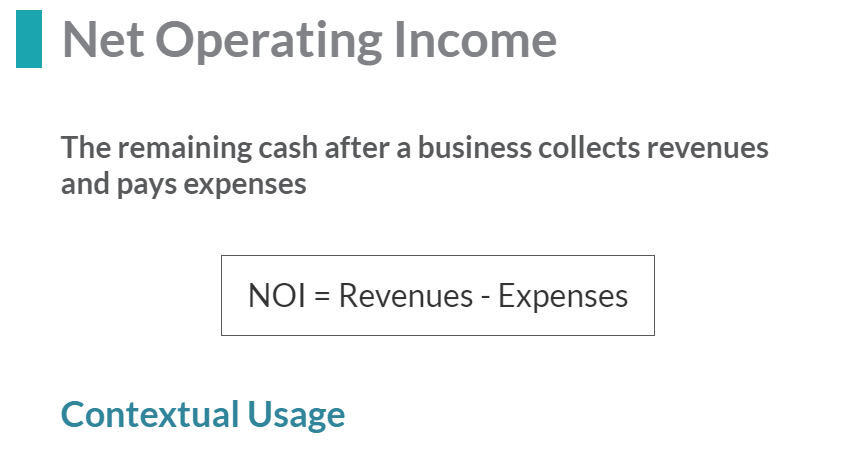 Net Operating Income
The remaining cash after a business collects revenues
and pays expenses
NOI = Revenues - Expenses
Contextual Usage